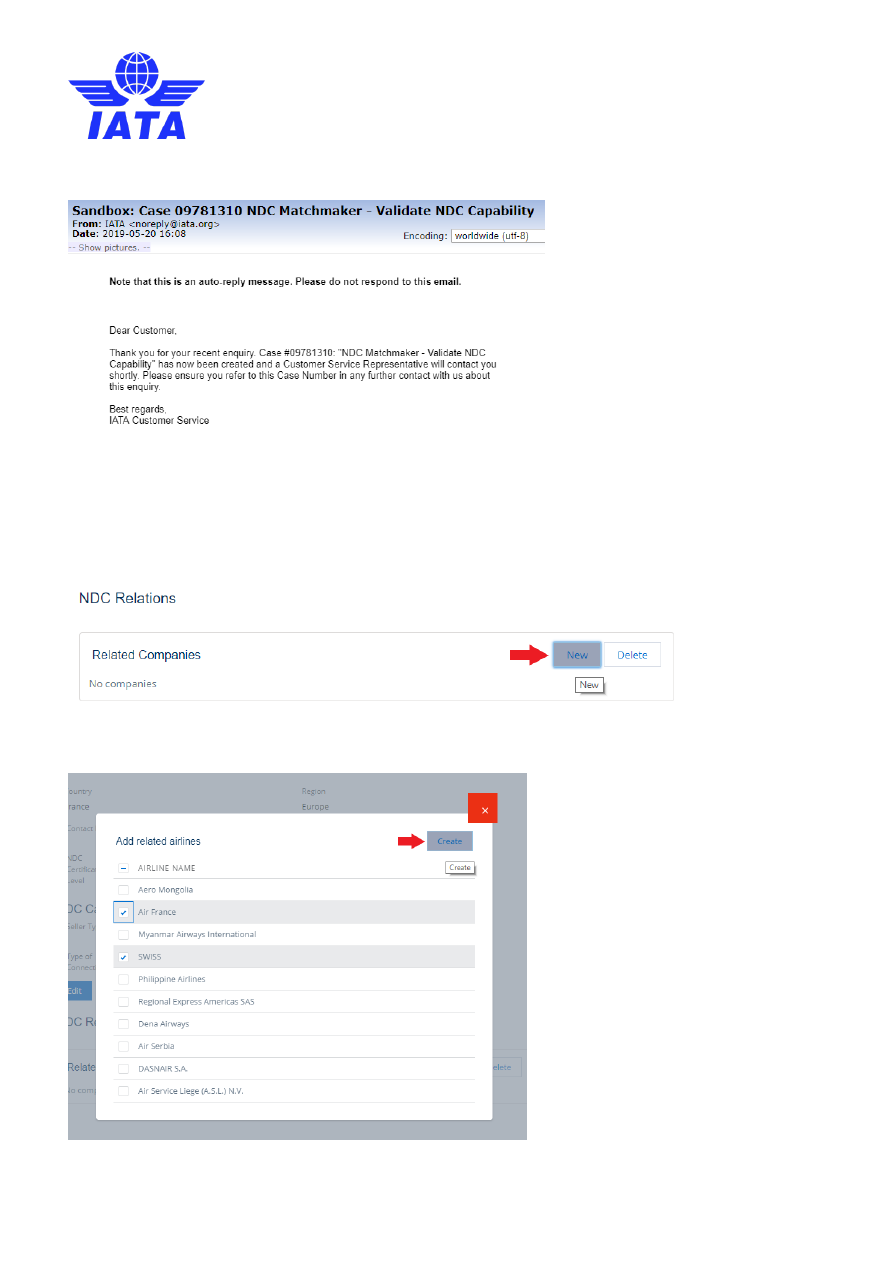 IATA
Sandbox: Case 09781310 NDC Matchmaker - Validate NDC Capability
From: IATA <noreply@iata.org>
Date: 2019-05-20 16:08
Encoding: worldwide (utf-8)
-- Show pictures. --
Note that this is an auto-reply message. Please do not respond to this email.
Dear Customer,
Thank you for your recent enquiry. Case #09781310: "NDC Matchmaker - Validate NDC
Capability" has now been created and a Customer Service Representative will contact you
shortly. Please ensure you refer to this Case Number in any further contact with us about
this enquiry.
Best regards,
IATA Customer Service
NDC Relations
Related Companies New Delete
No companies New
ountry Region
rance Europe
×
Contact
Add related airlines Create
NDC
Certifica
Level
AIRLINE NAME Create
Aero Mongolia
DC Ca
Air France
Seller Ty
Myanmar Airways International
Type of
Connect
SWISS
Philippine Airlines
Edit
Regional Express Americas SAS
DC Re
Dena Airways
Air Serbia
Relate DASNAIR S.A. elete
No comp Air Service Liege (A.S.L.) N.V.